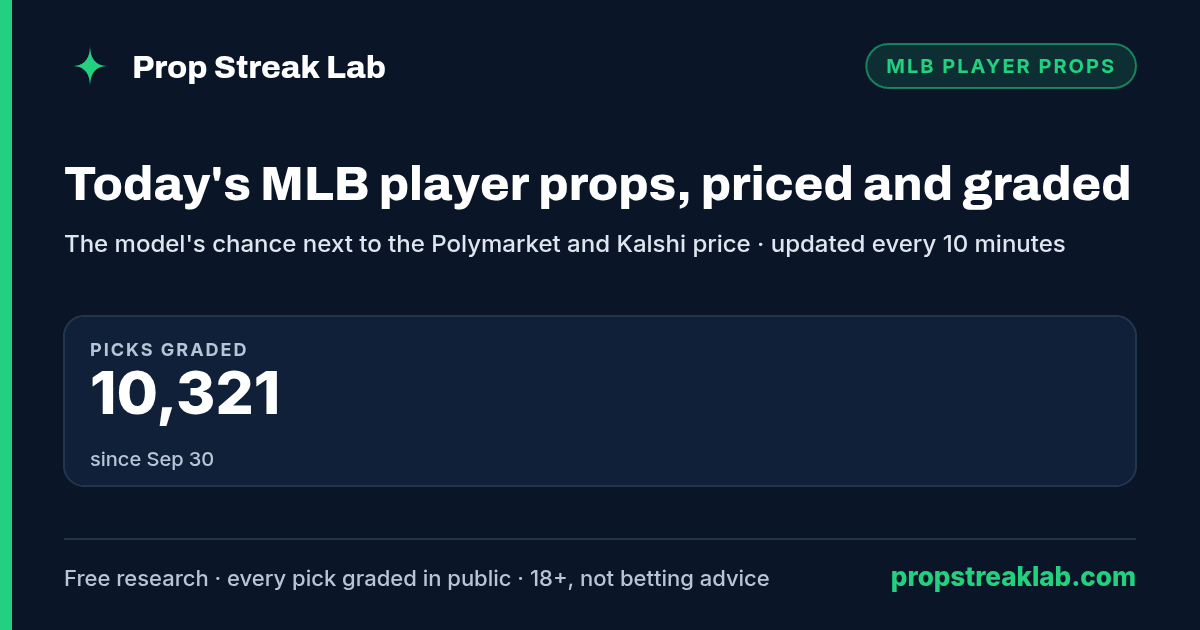 Prop Streak Lab
MLB PLAYER PROPS
Today's MLB player props, priced and graded
The model's chance next to the Polymarket and Kalshi price · updated every 10 minutes
PICKS GRADED
10,321
since Sep 30
Free research · every pick graded in public · 18+, not betting advice
propstreaklab.com